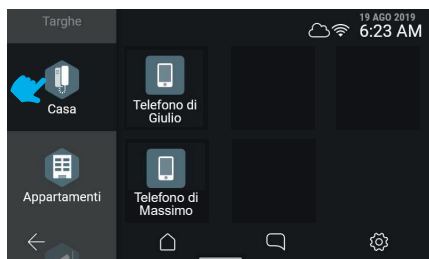 Targhe
19 AGO 2019
6:23 AM
Casa
Telefono di
Giulio
Appartamenti
Telefono di
Massimo